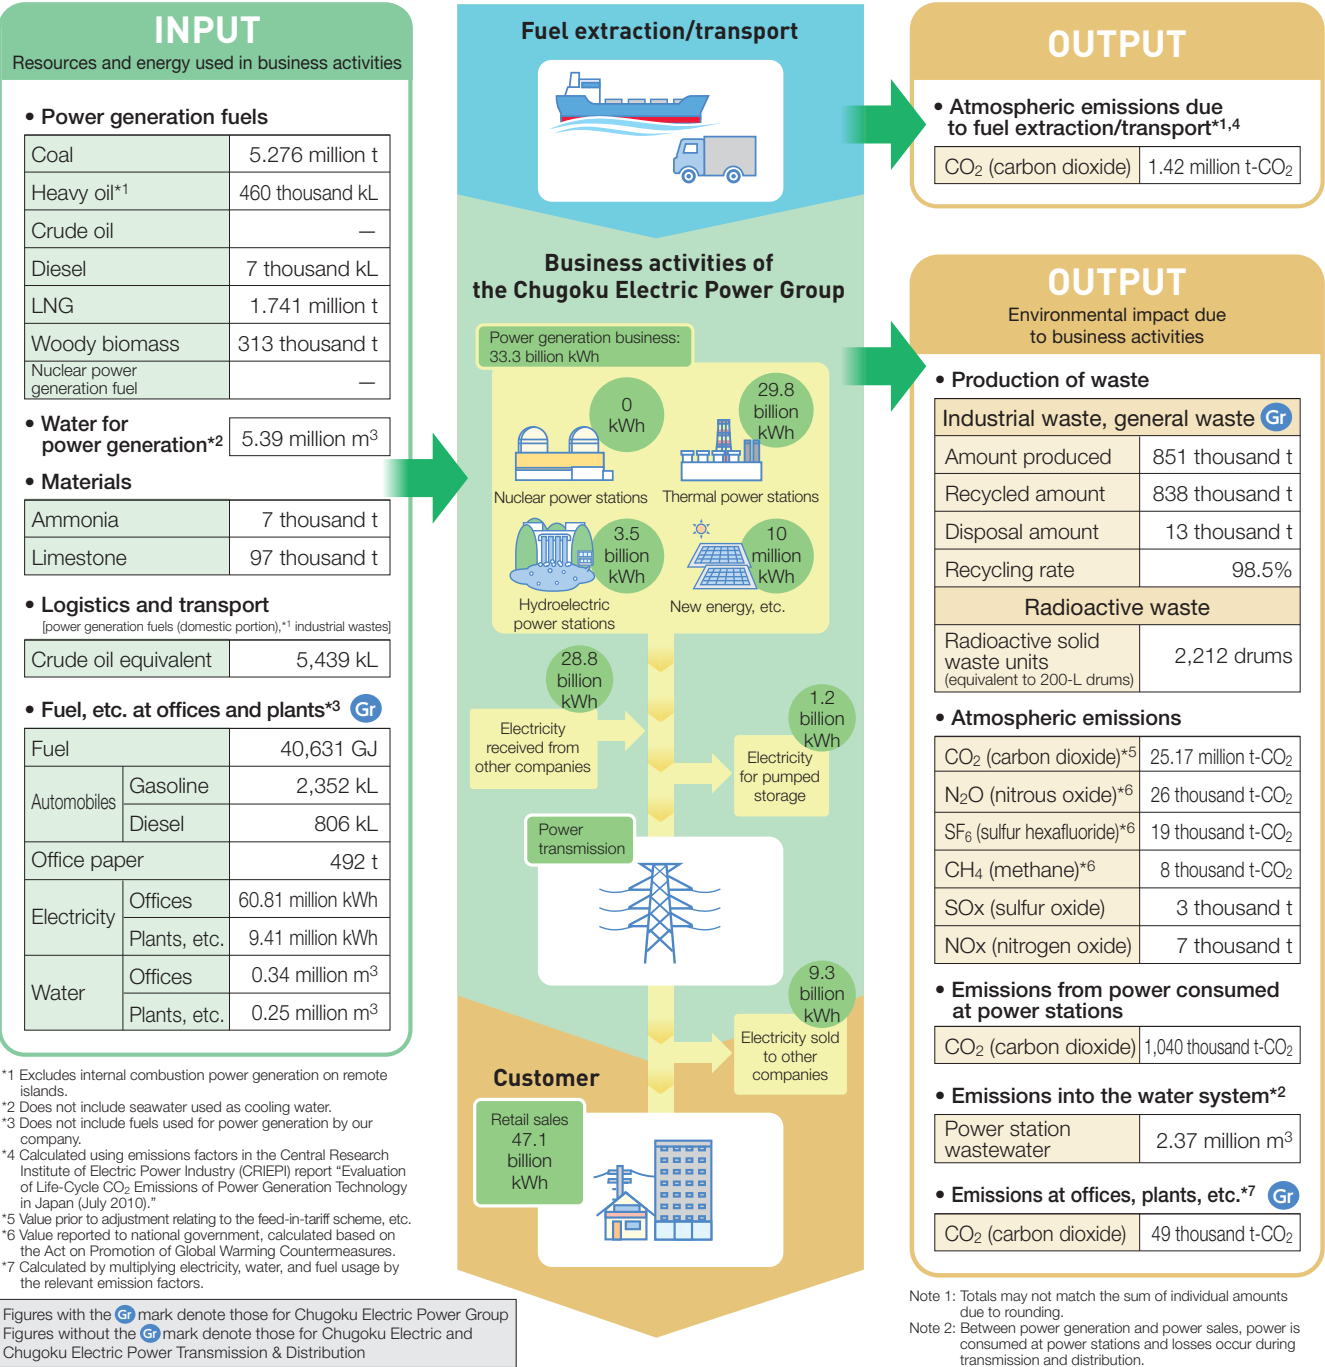 INPUT
Resources and energy used in business activities
• Power generation fuels
Coal 5.276 million t
Heavy oil*1 460 thousand kL
Crude oil —
Diesel 7 thousand kL
LNG 1.741 million t
Woody biomass 313 thousand t
Nuclear power
generation fuel —
• Water for
power generation*2 5.39 million m³
• Materials
Ammonia 7 thousand t
Limestone 97 thousand t
• Logistics and transport
[power generation fuels (domestic portion),*1 industrial wastes]
Crude oil equivalent 5,439 kL
• Fuel, etc. at offices and plants*3 Gr
Fuel 40,631 GJ
Automobiles Gasoline 2,352 kL
Diesel 806 kL
Office paper 492 t
Electricity Offices 60.81 million kWh
Plants, etc. 9.41 million kWh
Water Offices 0.34 million m³
Plants, etc. 0.25 million m³
*1 Excludes internal combustion power generation on remote
islands.
*2 Does not include seawater used as cooling water.
*3 Does not include fuels used for power generation by our
company.
*4 Calculated using emissions factors in the Central Research
Institute of Electric Power Industry (CRIEPI) report “Evaluation
of Life-Cycle CO₂ Emissions of Power Generation Technology
in Japan (July 2010).”
*5 Value prior to adjustment relating to the feed-in-tariff scheme, etc.
*6 Value reported to national government, calculated based on
the Act on Promotion of Global Warming Countermeasures.
*7 Calculated by multiplying electricity, water, and fuel usage by
the relevant emission factors.
Figures with the Gr mark denote those for Chugoku Electric Power Group
Figures without the Gr mark denote those for Chugoku Electric and
Chugoku Electric Power Transmission & Distribution
Fuel extraction/transport
Business activities of
the Chugoku Electric Power Group
Power generation business:
33.3 billion kWh
0
kWh
Nuclear power stations
29.8
billion
kWh
Thermal power stations
3.5
billion
kWh
Hydroelectric
power stations
10
million
kWh
New energy, etc.
28.8
billion
kWh
Electricity
received from
other companies
1.2
billion
kWh
Electricity
for pumped
storage
Power
transmission
9.3
billion
kWh
Electricity sold
to other
companies
Customer
Retail sales
47.1
billion
kWh
OUTPUT
• Atmospheric emissions due
to fuel extraction/transport*1,4
CO₂ (carbon dioxide) 1.42 million t-CO₂
OUTPUT
Environmental impact due
to business activities
• Production of waste
Industrial waste, general waste Gr
Amount produced 851 thousand t
Recycled amount 838 thousand t
Disposal amount 13 thousand t
Recycling rate 98.5%
Radioactive waste
Radioactive solid
waste units
(equivalent to 200-L drums) 2,212 drums
• Atmospheric emissions
CO₂ (carbon dioxide)*5 25.17 million t-CO₂
N₂O (nitrous oxide)*6 26 thousand t-CO₂
SF₆ (sulfur hexafluoride)*6 19 thousand t-CO₂
CH₄ (methane)*6 8 thousand t-CO₂
SOx (sulfur oxide) 3 thousand t
NOx (nitrogen oxide) 7 thousand t
• Emissions from power consumed
at power stations
CO₂ (carbon dioxide) 1,040 thousand t-CO₂
• Emissions into the water system*2
Power station
wastewater 2.37 million m³
• Emissions at offices, plants, etc.*7 Gr
CO₂ (carbon dioxide) 49 thousand t-CO₂
Note 1: Totals may not match the sum of individual amounts
due to rounding.
Note 2: Between power generation and power sales, power is
consumed at power stations and losses occur during
transmission and distribution.